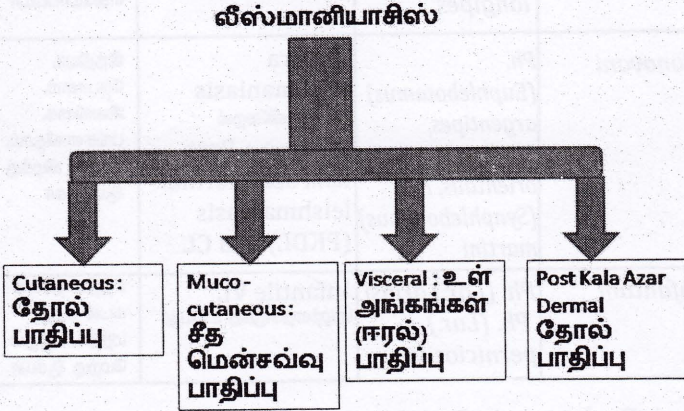 லீஸ்மானியாசிஸ்
Cutaneous:
தோல்
பாதிப்பு
Muco-
cutaneous:
சீத
மென்சவ்வு
பாதிப்பு
Visceral : உள்
அங்கங்கள்
(ஈரல்)
பாதிப்பு
Post Kala Azar
Dermal
தோல்
பாதிப்பு